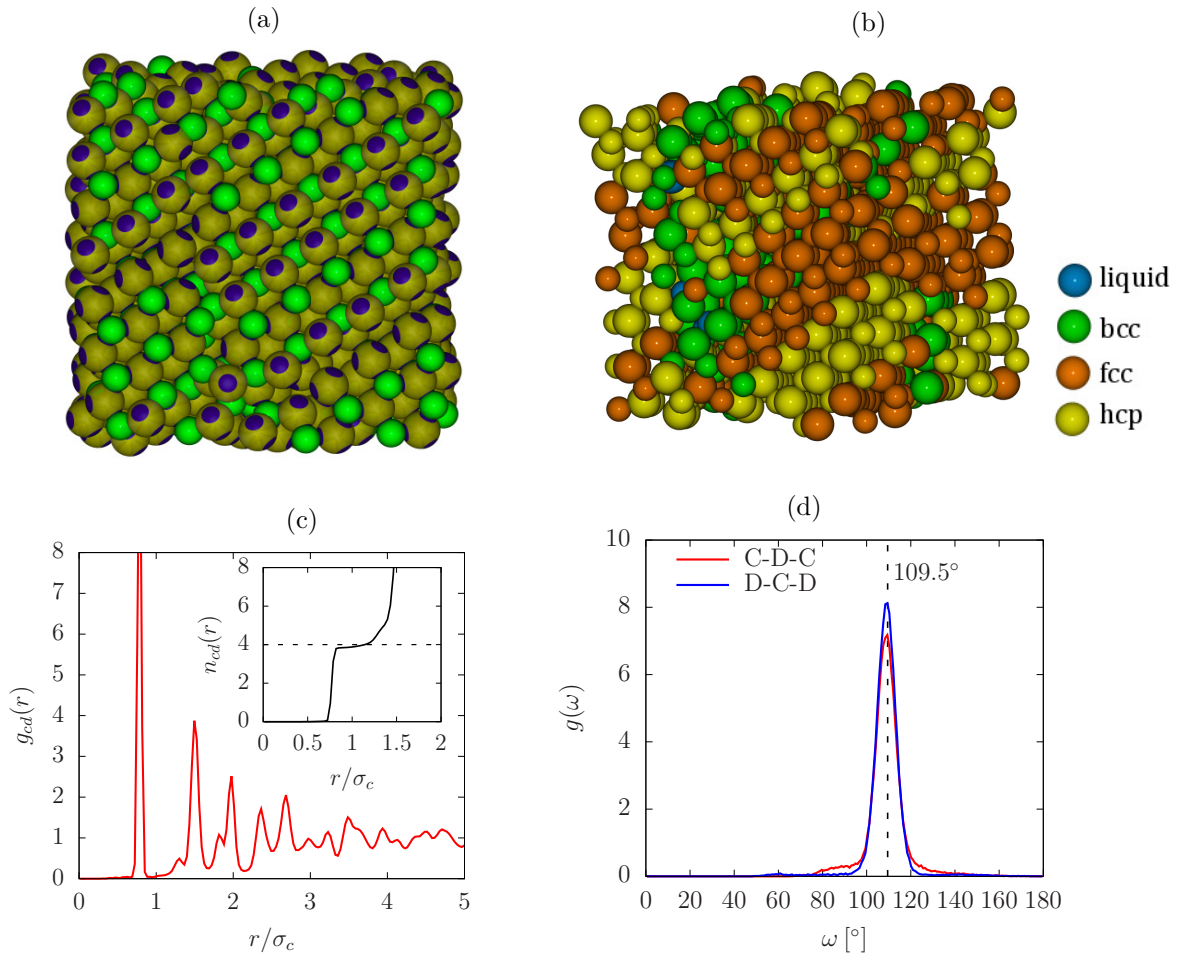 (a)
(b)
liquid
bcc
fcc
hcp
(c)
8
7
6
5
4
3
2
1
0
g_cd(r)
0 1 2 3 4 5
r/σ_c
8
6
4
2
0
n_cd(r)
0 0.5 1 1.5 2
r/σ_c
(d)
10
8
6
4
2
0
g(ω)
C-D-C
D-C-D
109.5°
0 20 40 60 80 100 120 140 160 180
ω [°]